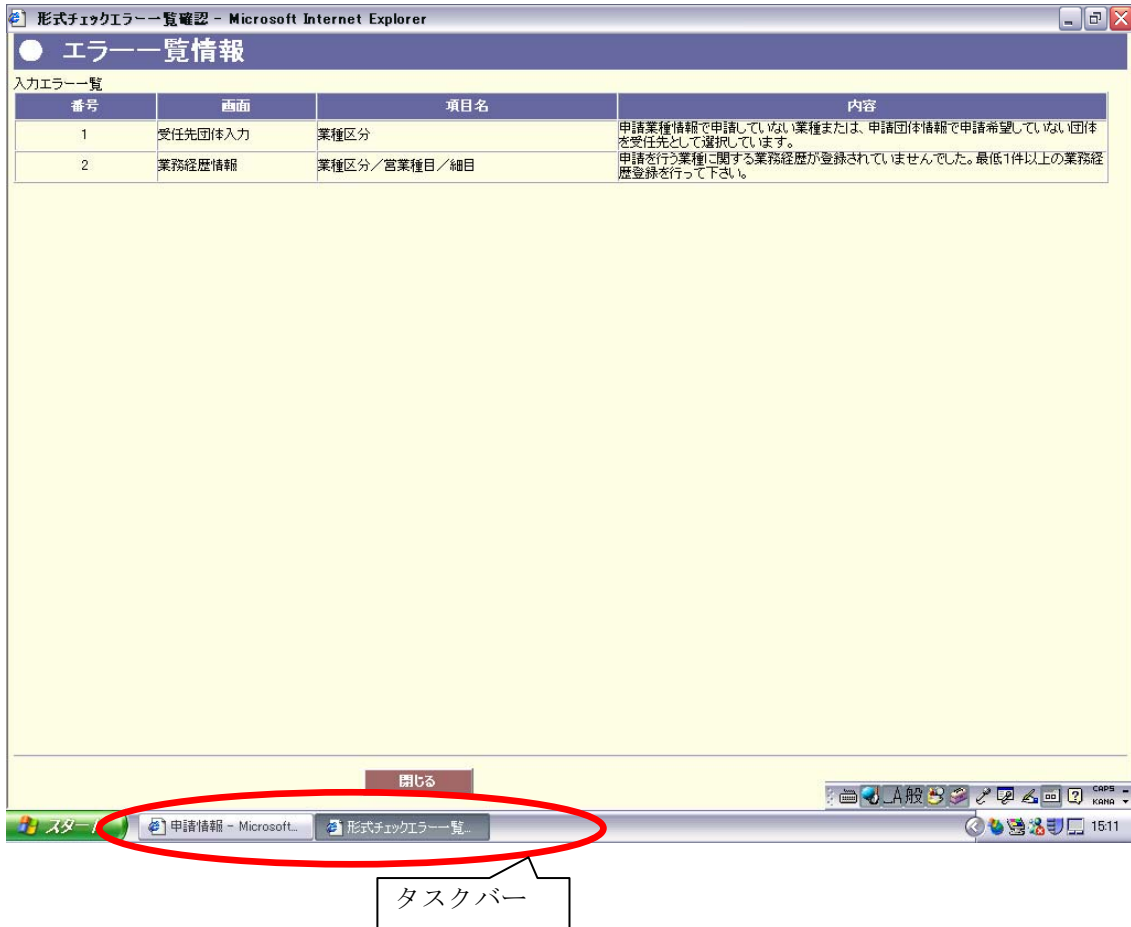 形式チェックエラー一覧確認 - Microsoft Internet Explorer
● エラー一覧情報
入力エラー一覧
番号 画面 項目名 内容
1 受任先団体入力 業種区分 申請業種情報で申請していない業種または、申請団体情報で申請希望していない団体
を受任先として選択しています。
2 業務経歴情報 業種区分/営業種目/細目 申請を行う業種に関する業務経歴が登録されていませんでした。最低1件以上の業務経
歴登録を行って下さい。
閉じる
A 般 CAPS
KANA
スタート 申請情報 - Microsoft... 形式チェックエラー一覧... 15:11
タスクバー